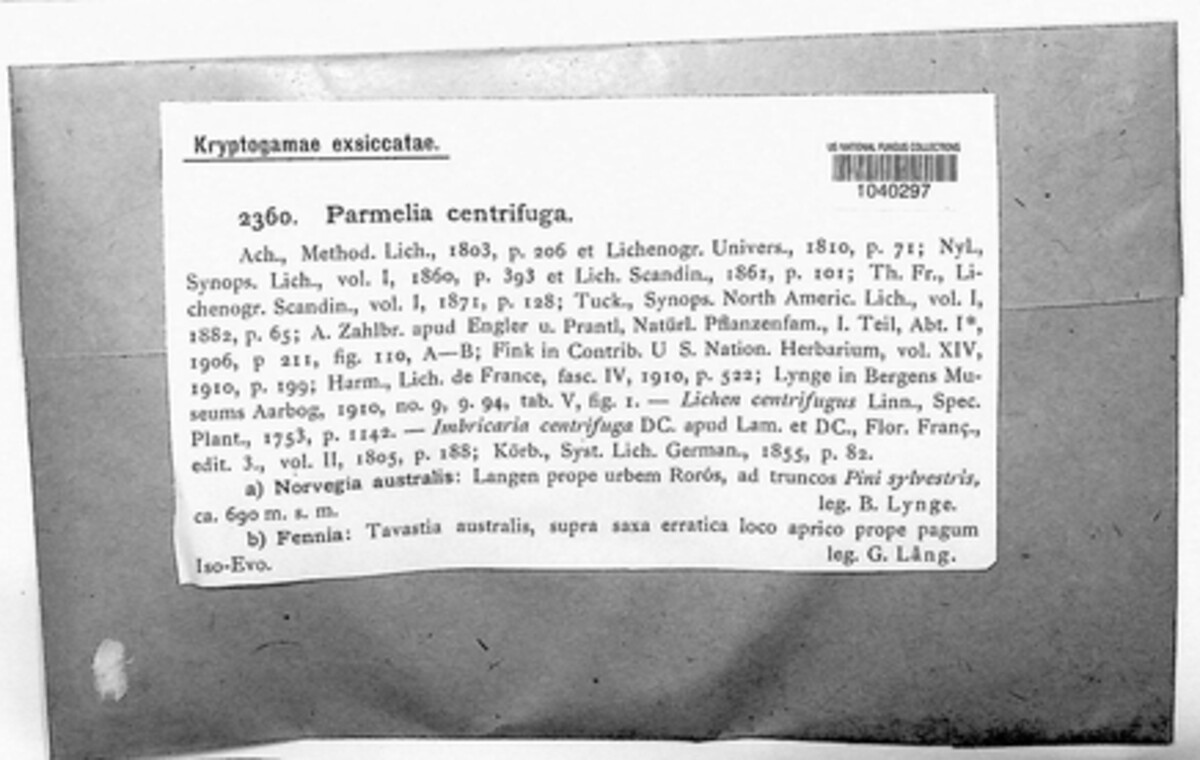 Kryptogamae exsiccatae.
US NATIONAL FUNGUS COLLECTIONS
1040297
2360. Parmelia centrifuga.
Ach., Method. Lich., 1803, p. 206 et Lichenogr. Univers., 1810, p. 71; Nyl.,
Synops. Lich., vol. I, 1860, p. 393 et Lich. Scandin., 1861, p. 101; Th. Fr., Li-
chenogr. Scandin., vol. I, 1871, p. 128; Tuck., Synops. North Americ. Lich., vol. I,
1882, p. 65; A. Zahlbr. apud Engler u. Prantl, Natürl. Pflanzenfam., I. Teil, Abt. I*,
1906, p 211, fig. 110, A—B; Fink in Contrib. U S. Nation. Herbarium, vol. XIV,
1910, p. 199; Harm., Lich. de France, fasc. IV, 1910, p. 522; Lynge in Bergens Mu-
seums Aarbog, 1910, no. 9, 9. 94, tab. V, fig. 1. — Lichen centrifugus Linn., Spec.
Plant., 1753, p. 1142. — Imbricaria centrifuga DC. apud Lam. et DC., Flor. Franç.,
edit. 3., vol. II, 1805, p. 188; Körb., Syst. Lich. German., 1855, p. 82.
a) Norvegia australis: Langen prope urbem Rorós, ad truncos Pini sylvestris,
ca. 690 m. s. m. leg. B. Lynge.
b) Fennia: Tavastia australis, supra saxa erratica loco aprico prope pagum
Iso-Evo. leg. G. Lång.